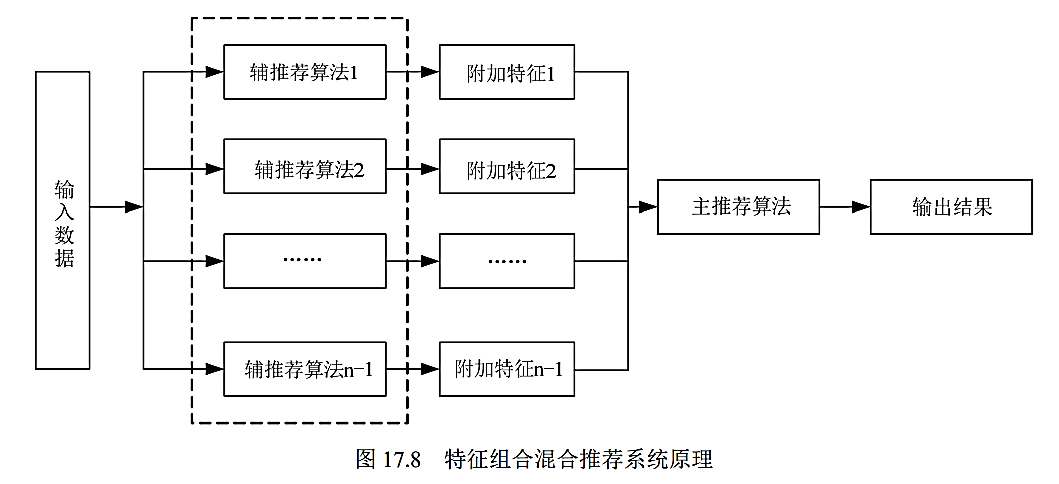 输入数据
辅推荐算法1
附加特征1
辅推荐算法2
附加特征2
……
……
辅推荐算法n-1
附加特征n-1
主推荐算法
输出结果
图 17.8 特征组合混合推荐系统原理